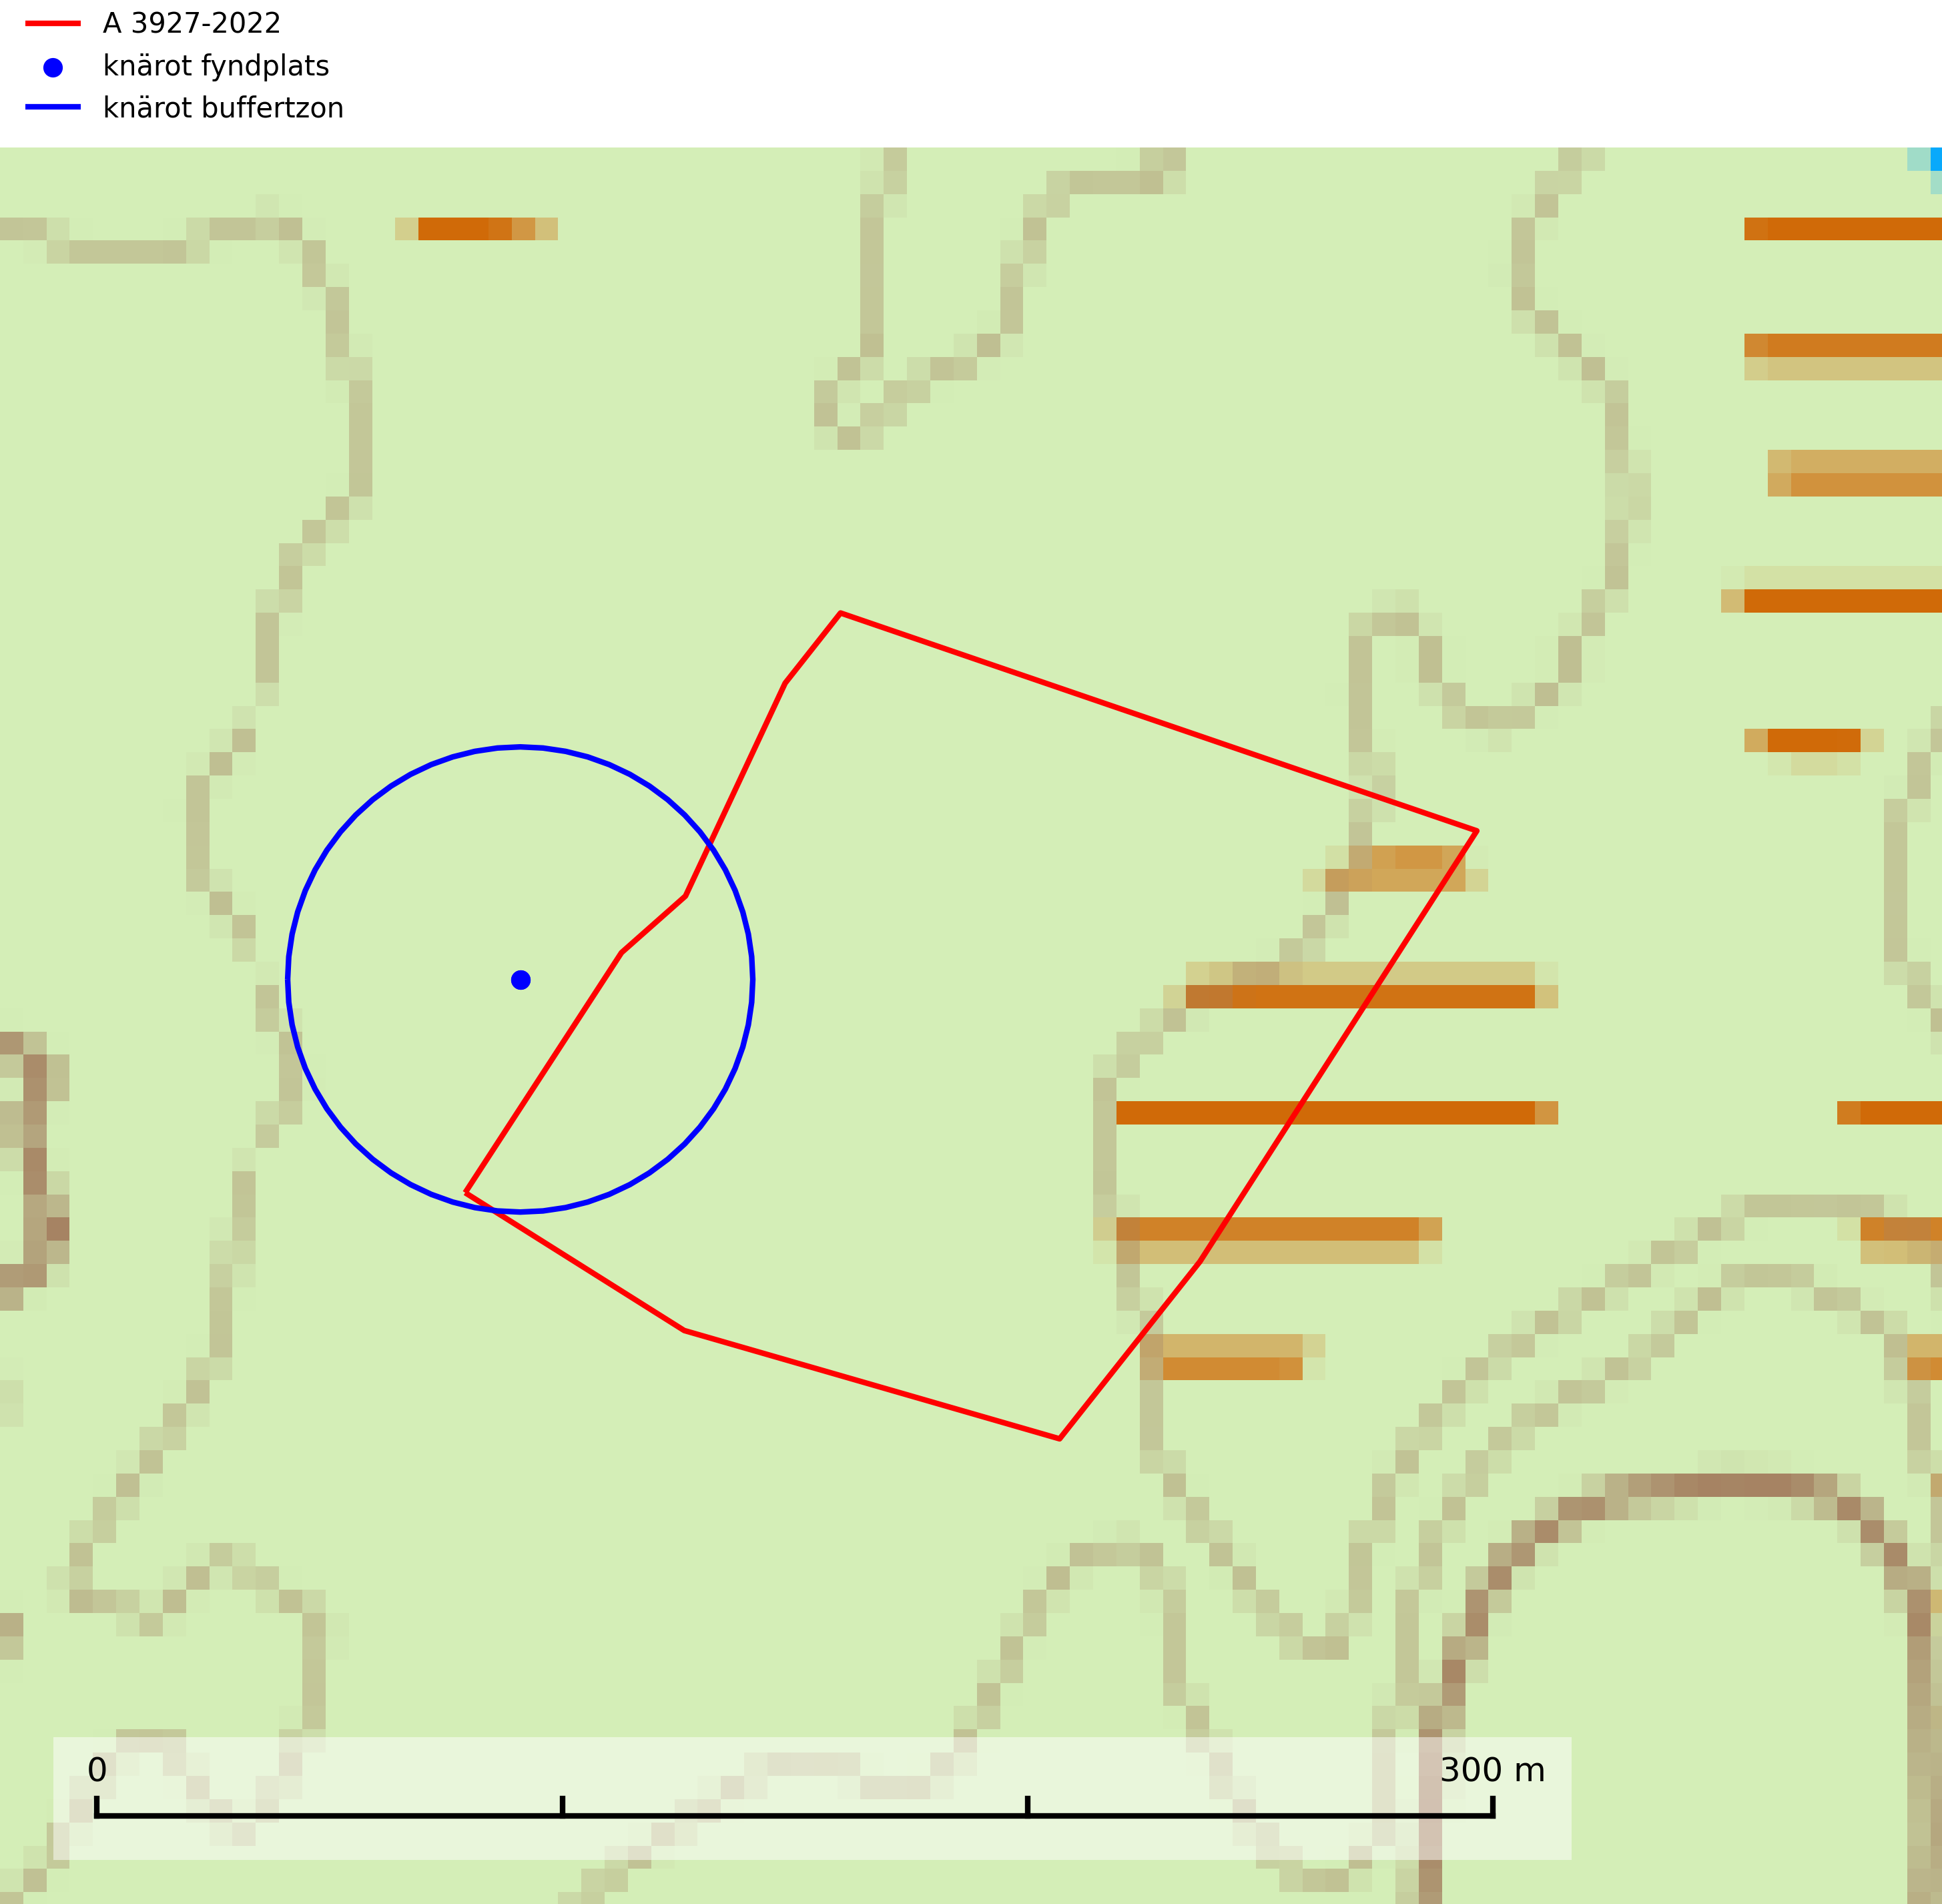 A 3927-2022
knärot fyndplats
knärot buffertzon
0 300 m